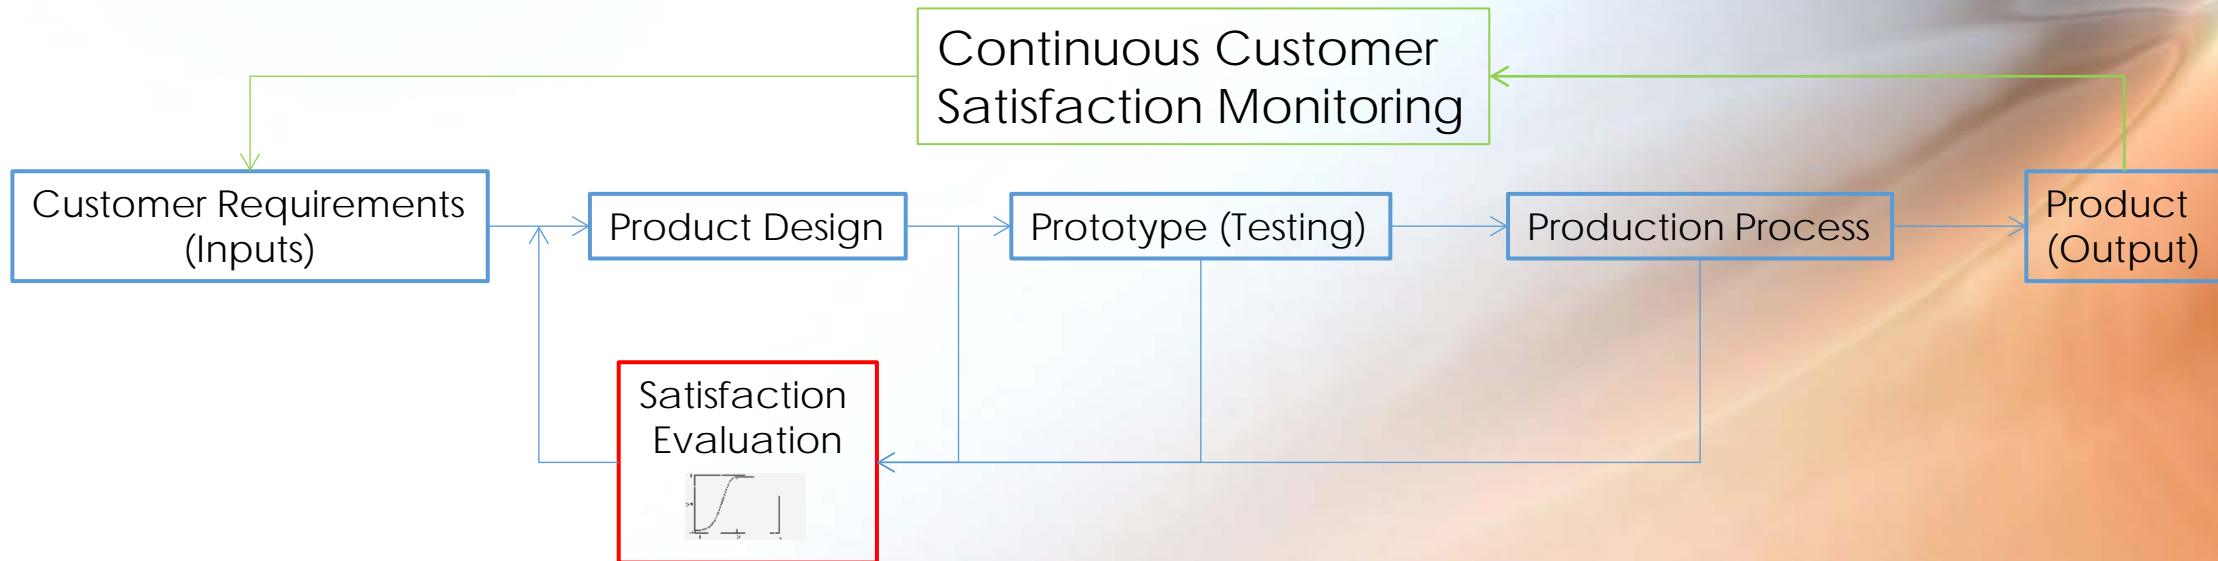 Continuous Customer
Satisfaction Monitoring
Customer Requirements
(Inputs)
Product Design
Prototype (Testing)
Production Process
Product
(Output)
Satisfaction
Evaluation